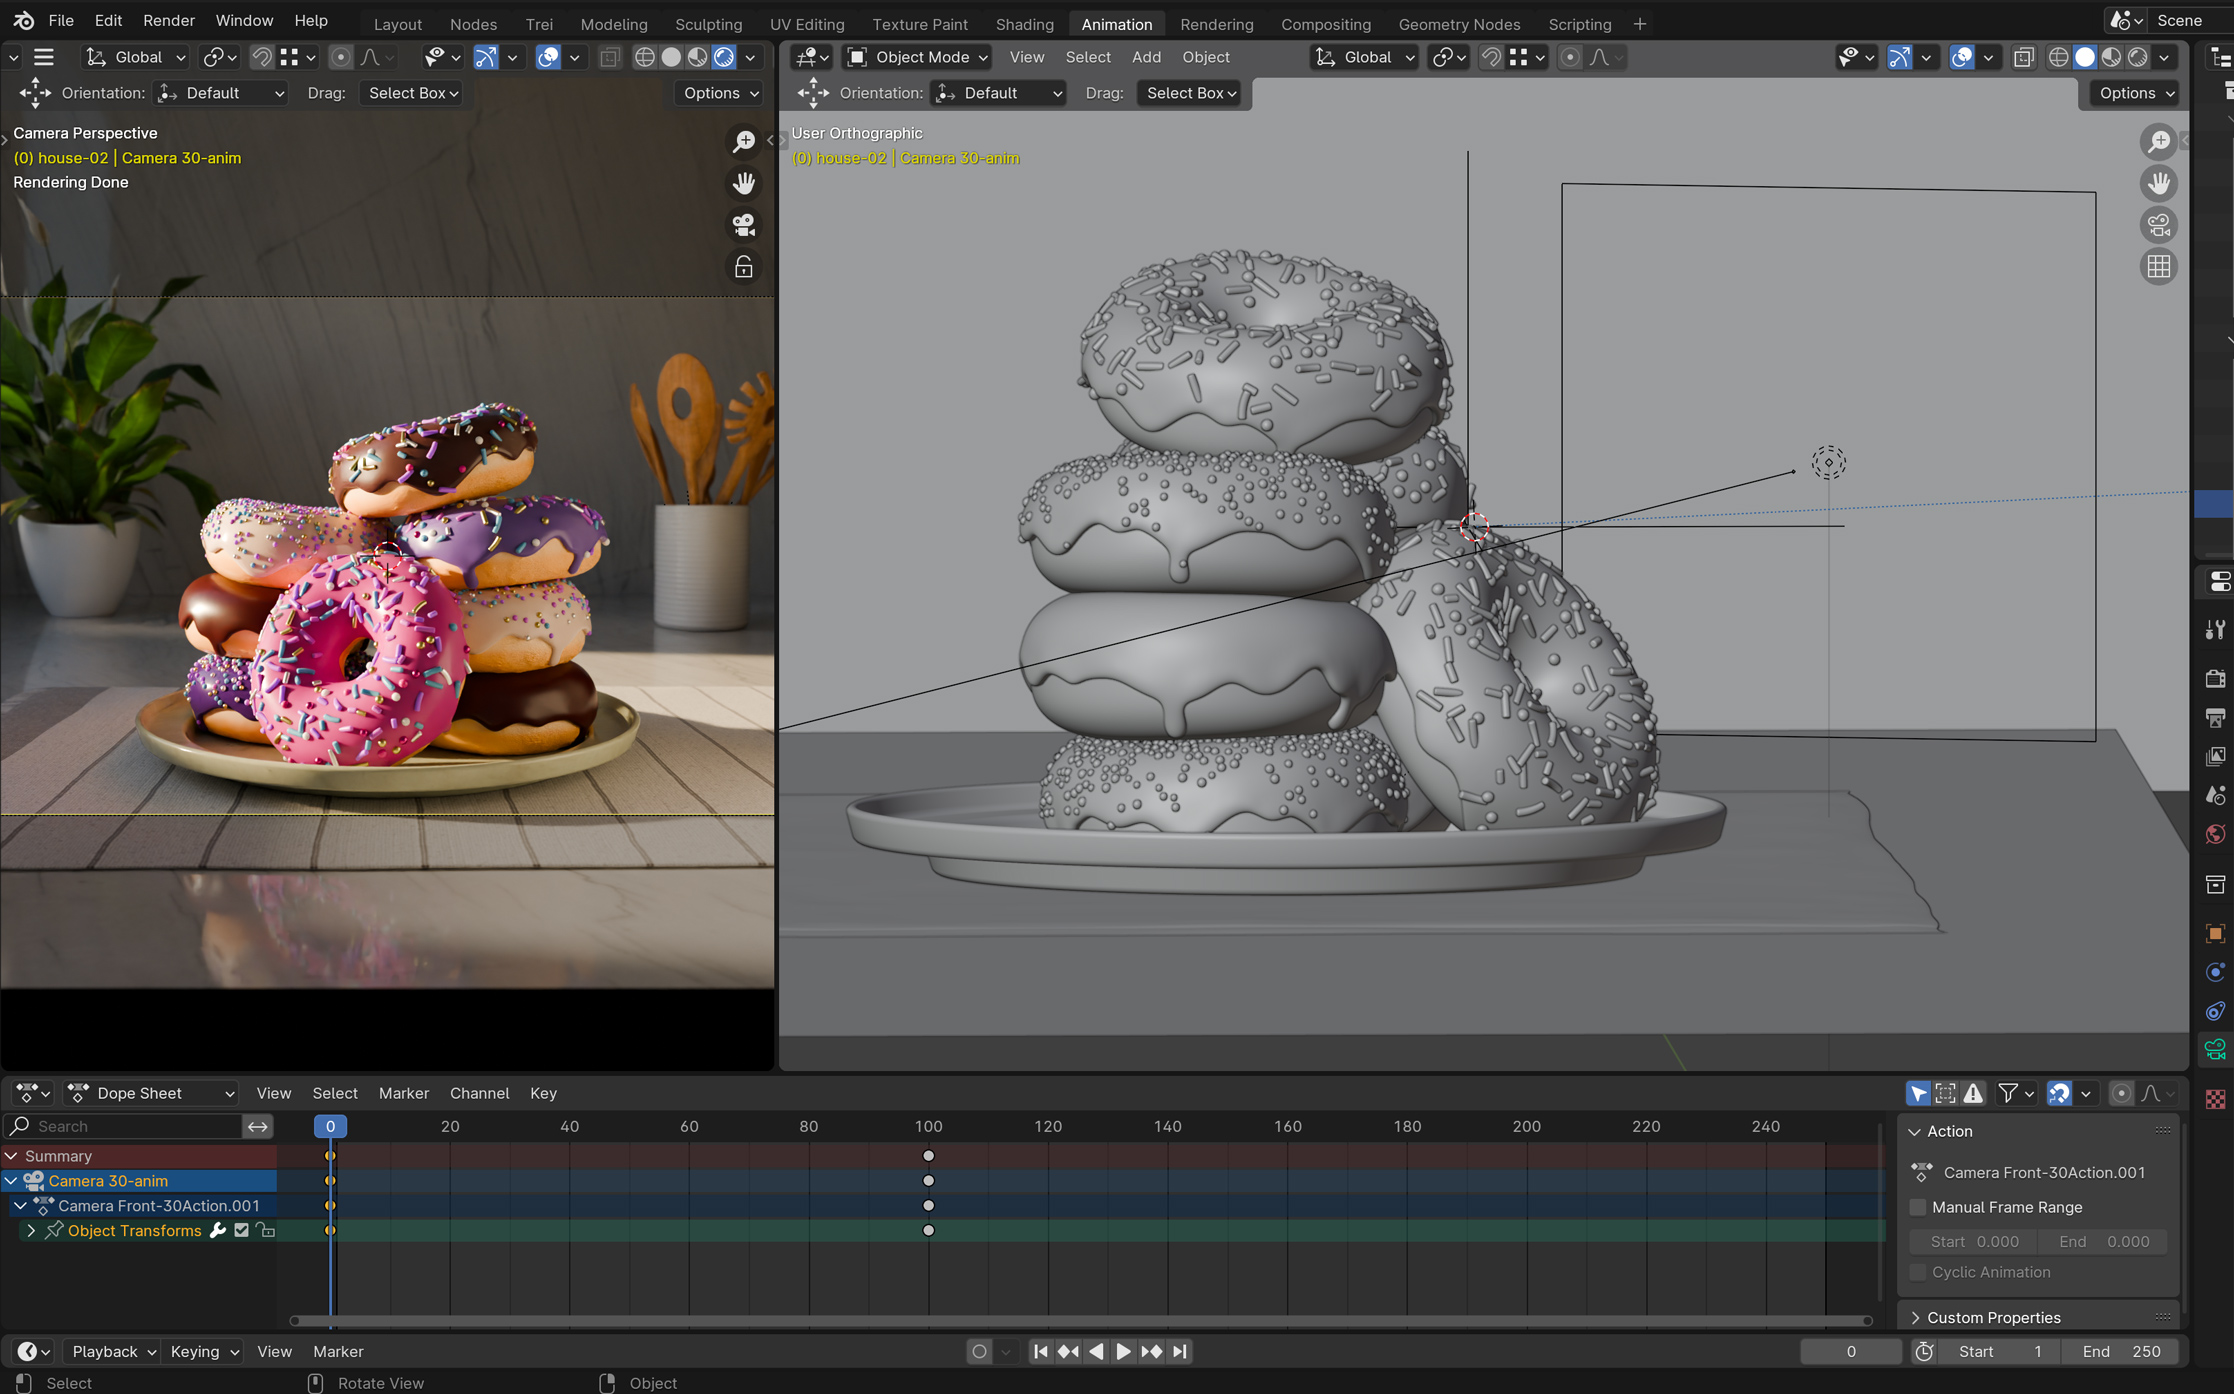 File Edit Render Window Help
Layout Nodes Trei Modeling Sculpting UV Editing Texture Paint Shading Animation Rendering Compositing Geometry Nodes Scripting +
Scene
Global
Object Mode View Select Add Object Global
Orientation: Default Drag: Select Box Options
Orientation: Default Drag: Select Box Options
Camera Perspective
(0) house-02 | Camera 30-anim
Rendering Done
User Orthographic
(0) house-02 | Camera 30-anim
Dope Sheet View Select Marker Channel Key
Search
0 20 40 60 80 100 120 140 160 180 200 220 240
Summary
Camera 30-anim
Camera Front-30Action.001
Object Transforms
Action
Camera Front-30Action.001
Manual Frame Range
Start 0.000 End 0.000
Cyclic Animation
Custom Properties
Playback Keying View Marker
0 Start 1 End 250
Select Rotate View Object